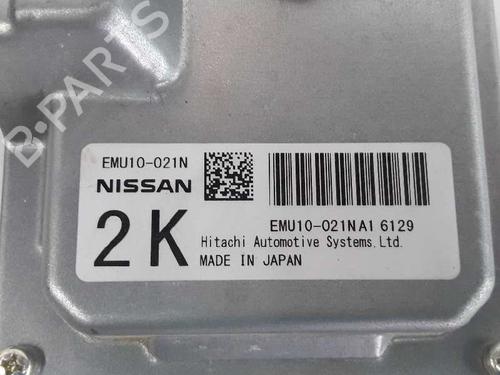 B-PARTS
EMU10-021N
NISSAN
2K
EMU10-021NA1 6129
Hitachi Automotive Systems,Ltd.
MADE IN JAPAN